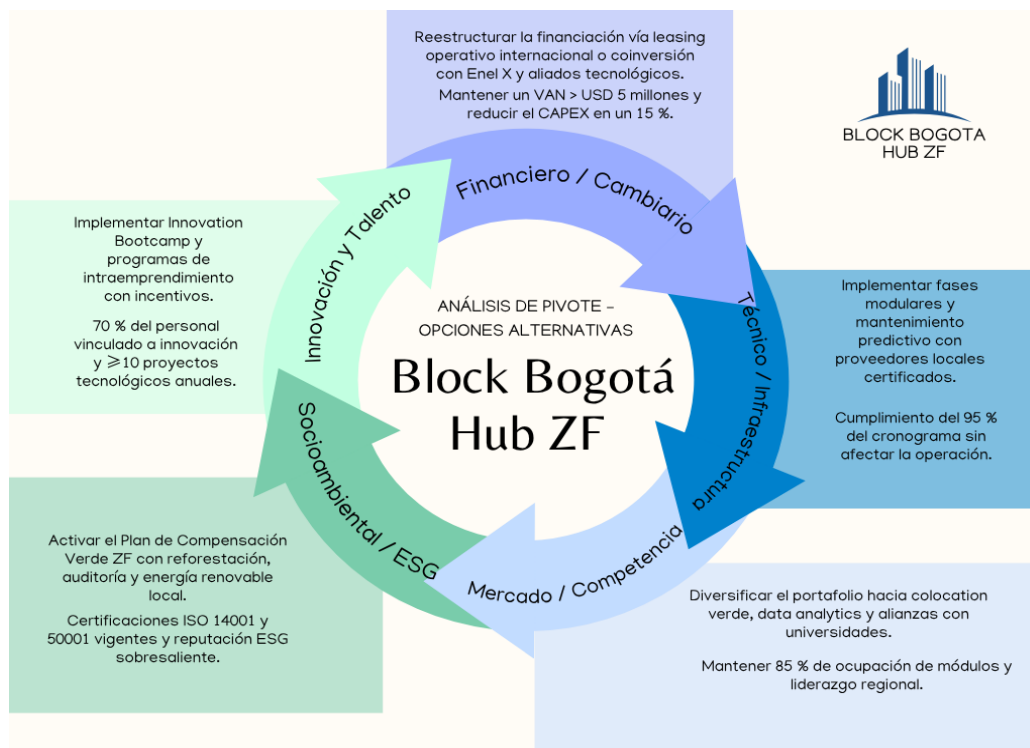 Reestructurar la financiación vía leasing
operativo internacional o coinversión
con Enel X y aliados tecnológicos.
Mantener un VAN > USD 5 millones y
reducir el CAPEX en un 15 %.
BLOCK BOGOTA
HUB ZF
Financiero / Cambiario
Implementar fases
modulares y
mantenimiento
predictivo con
proveedores locales
certificados.
Cumplimiento del 95 %
del cronograma sin
afectar la operación.
Técnico / Infraestructura
Diversificar el portafolio hacia colocation
verde, data analytics y alianzas con
universidades.
Mantener 85 % de ocupación de módulos y
liderazgo regional.
Mercado / Competencia
Activar el Plan de Compensación
Verde ZF con reforestación,
auditoría y energía renovable
local.
Certificaciones ISO 14001 y
50001 vigentes y reputación ESG
sobresaliente.
Socioambiental / ESG
Implementar Innovation
Bootcamp y
programas de
intraemprendimiento
con incentivos.
70 % del personal
vinculado a innovación
y ⩾10 proyectos
tecnológicos anuales.
Innovación y Talento
ANÁLISIS DE PIVOTE –
OPCIONES ALTERNATIVAS
Block Bogotá
Hub ZF